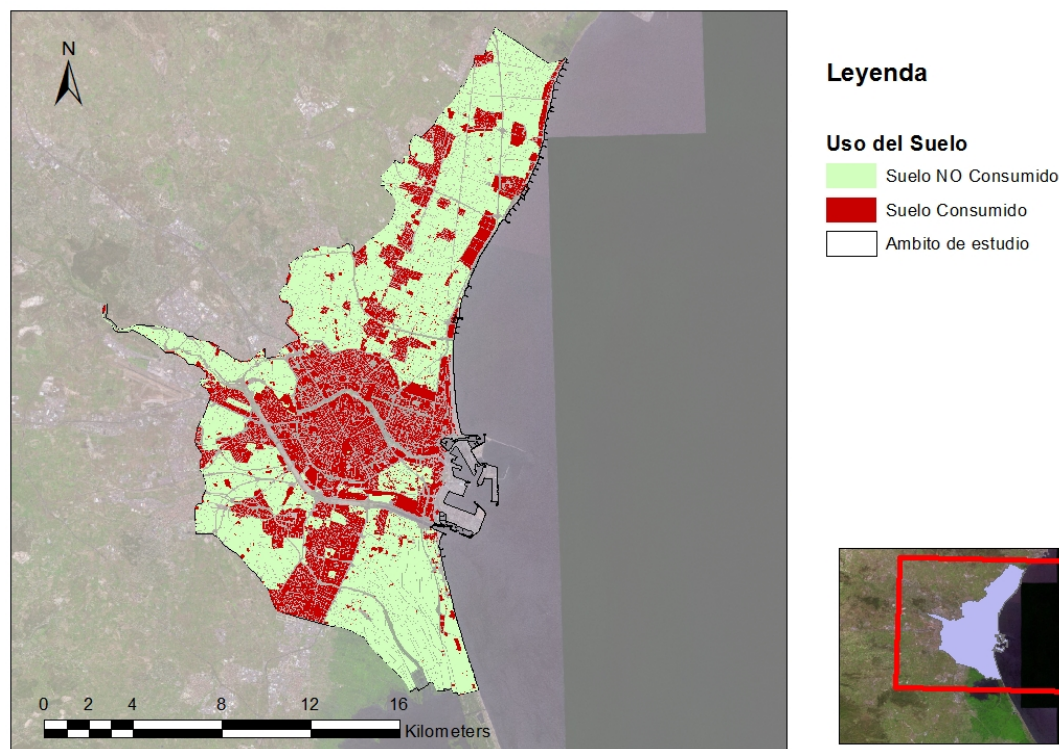 N
Leyenda
Uso del Suelo
Suelo NO Consumido
Suelo Consumido
Ambito de estudio
0 2 4 8 12 16
Kilometers